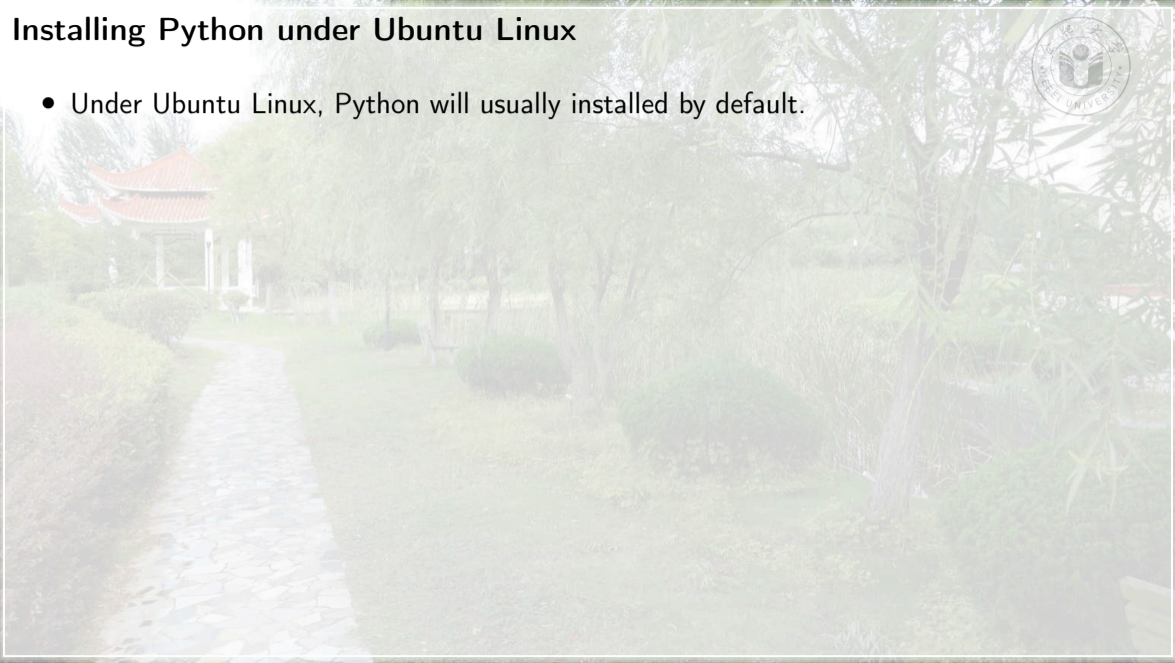 Installing Python under Ubuntu Linux
• Under Ubuntu Linux, Python will usually installed by default.